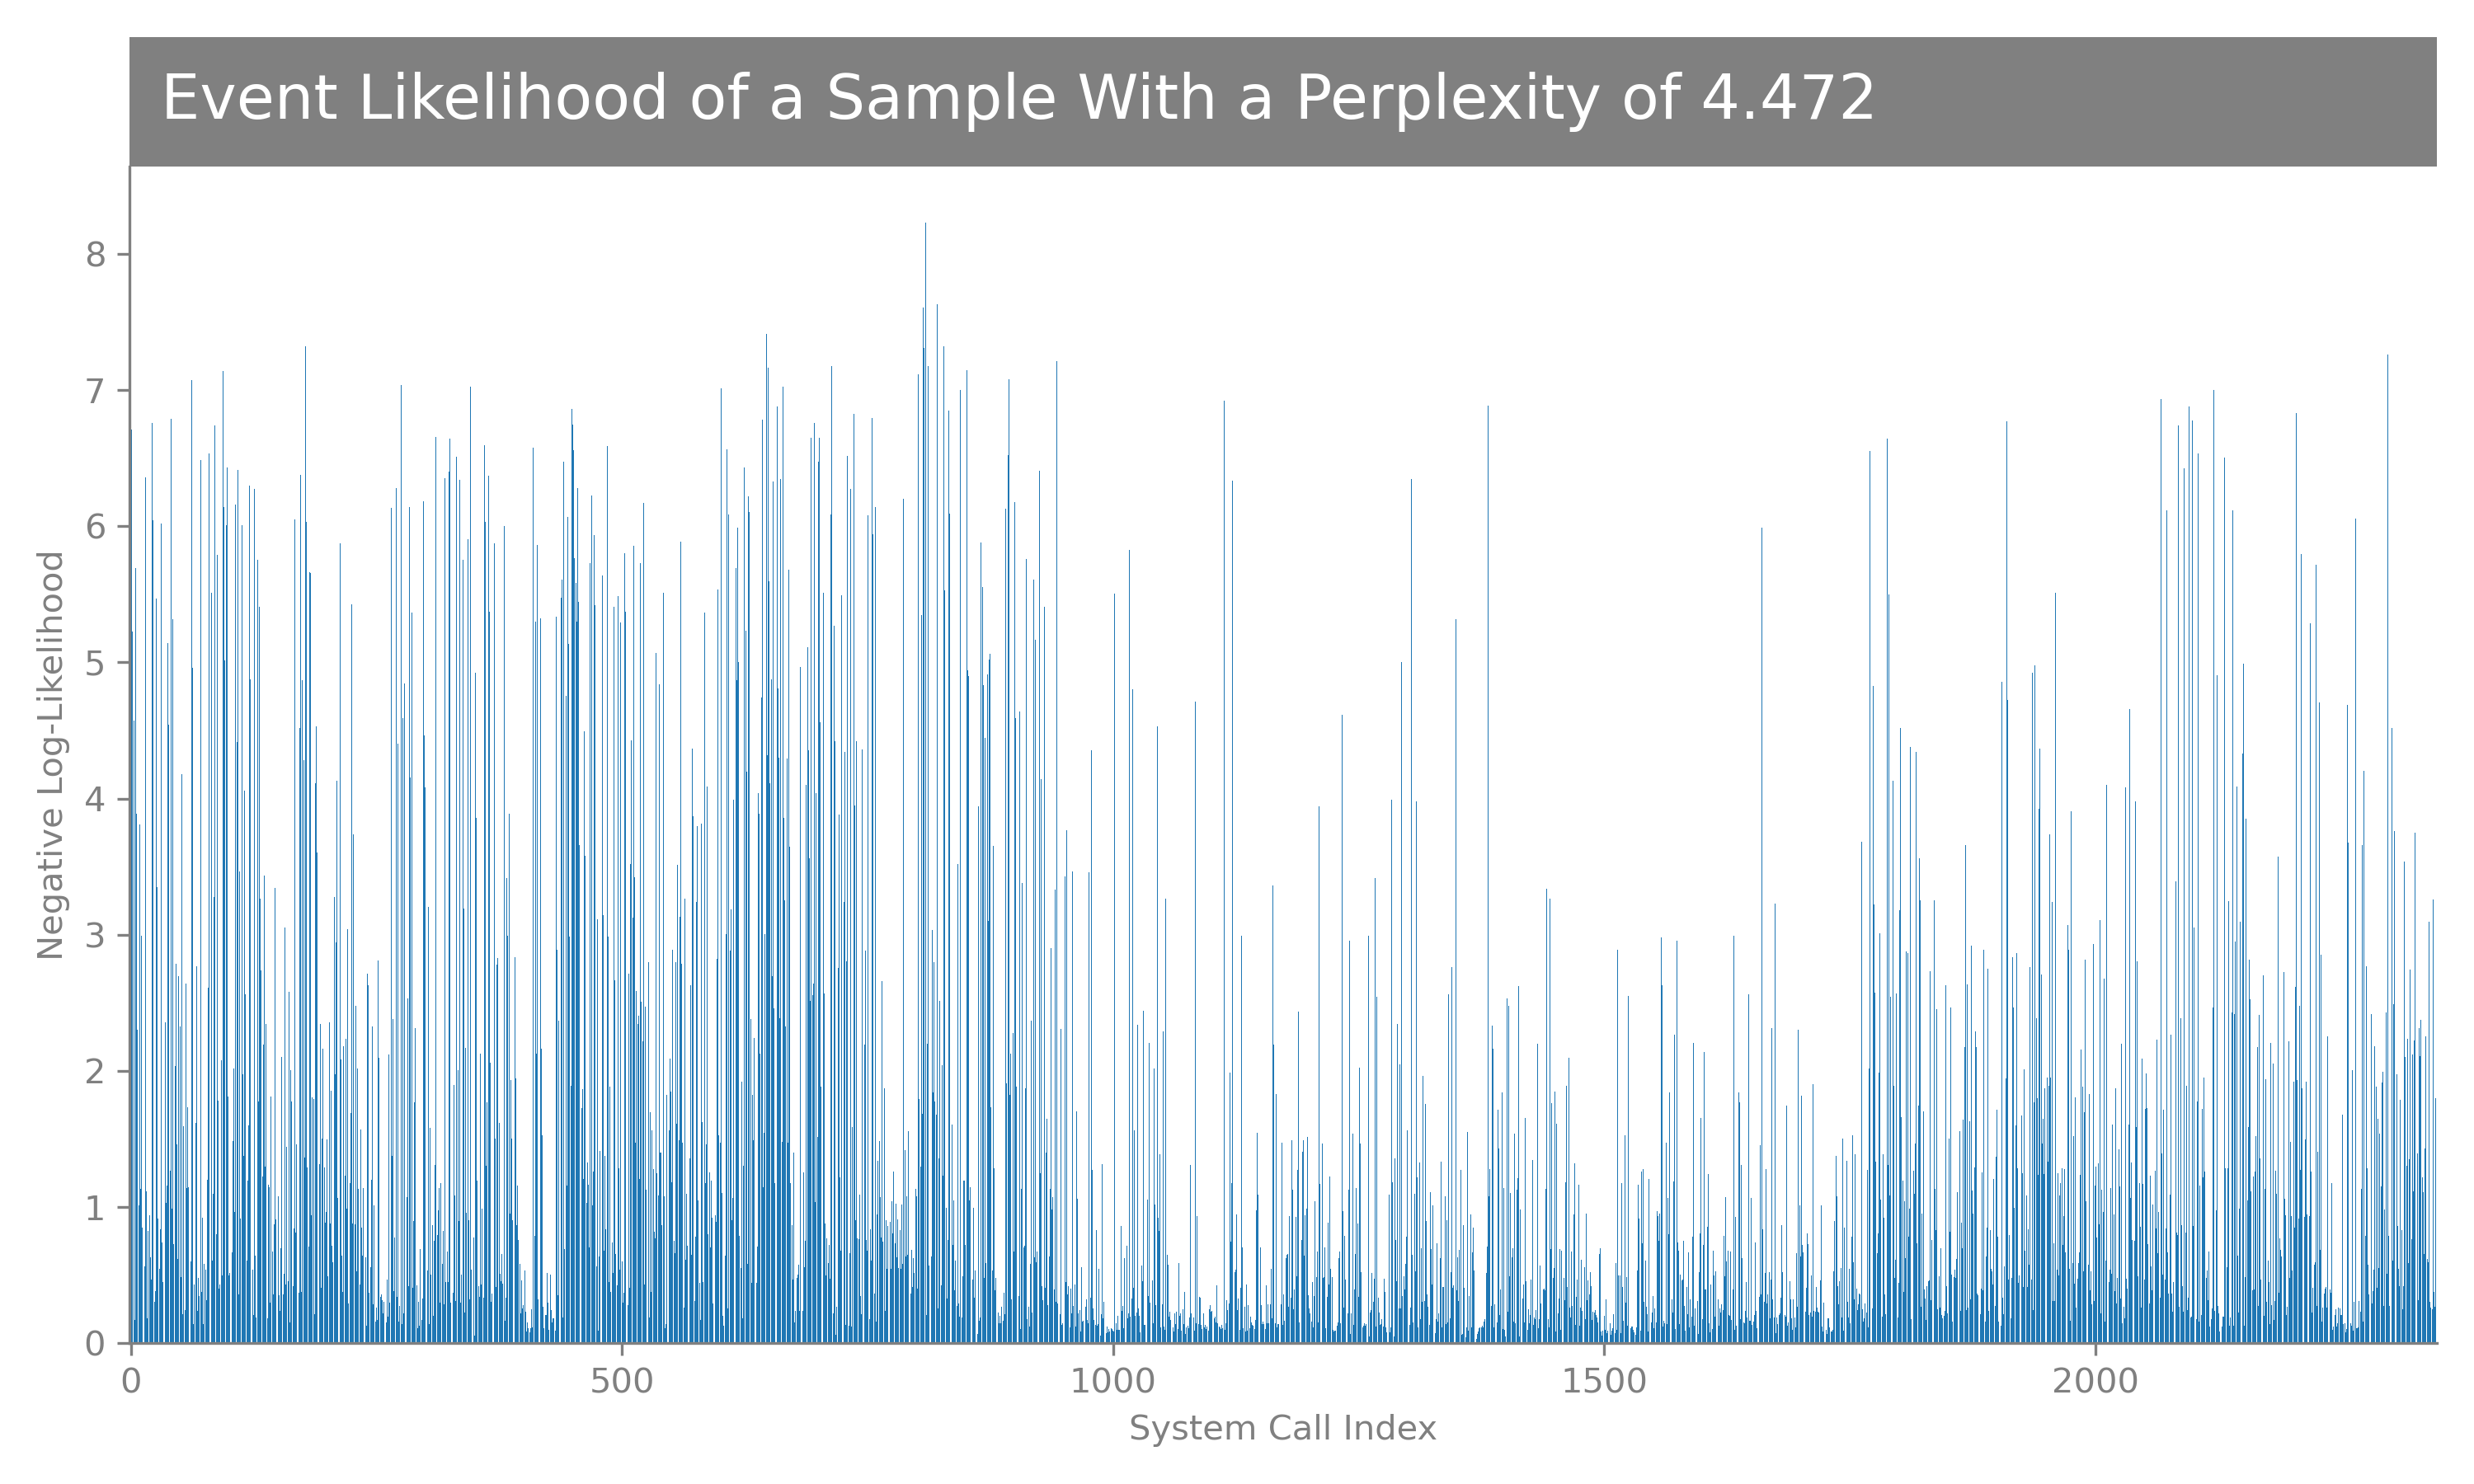 Event Likelihood of a Sample With a Perplexity of 4.472
8
7
6
5
4
3
2
1
0
Negative Log-Likelihood
0 500 1000 1500 2000
System Call Index